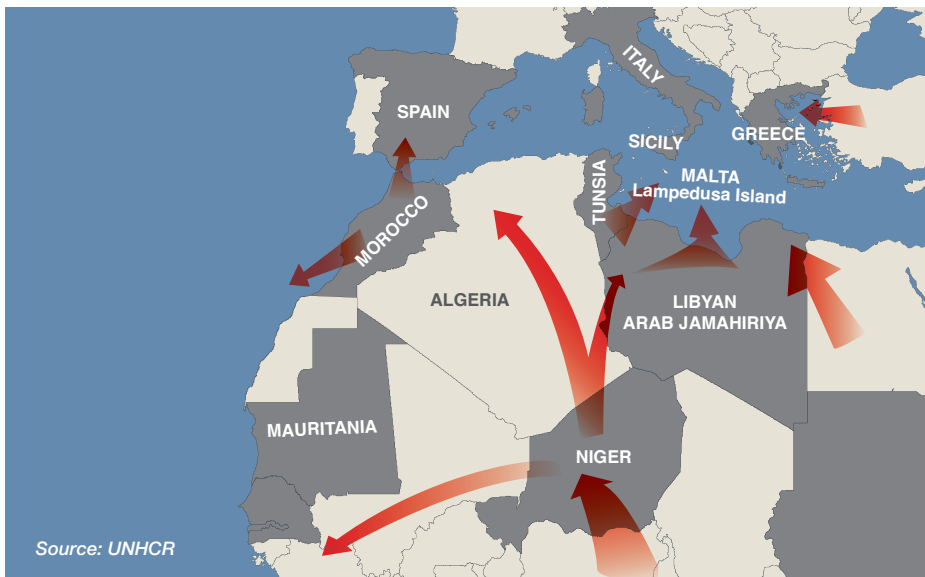 SPAIN
ITALY
GREECE
SICILY
MALTA
Lampedusa Island
TUNSIA
MOROCCO
ALGERIA
LIBYAN
ARAB JAMAHIRIYA
MAURITANIA
NIGER
Source: UNHCR